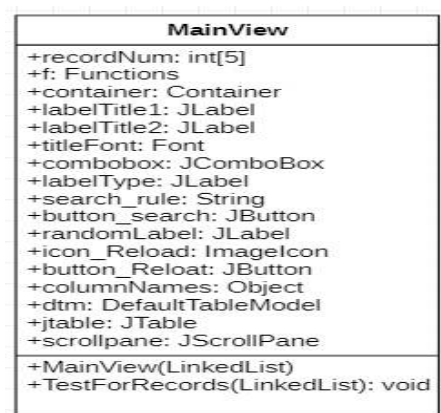 MainView
+recordNum: int[5]
+f: Functions
+container: Container
+labelTitle1: JLabel
+labelTitle2: JLabel
+titleFont: Font
+combobox: JComboBox
+labelType: JLabel
+search_rule: String
+button_search: JButton
+randomLabel: JLabel
+icon_Reload: ImageIcon
+button_Reloat: JButton
+columnNames: Object
+dtm: DefaultTableModel
+jtable: JTable
+scrollpane: JScrollPane
+MainView(LinkedList)
+TestForRecords(LinkedList): void